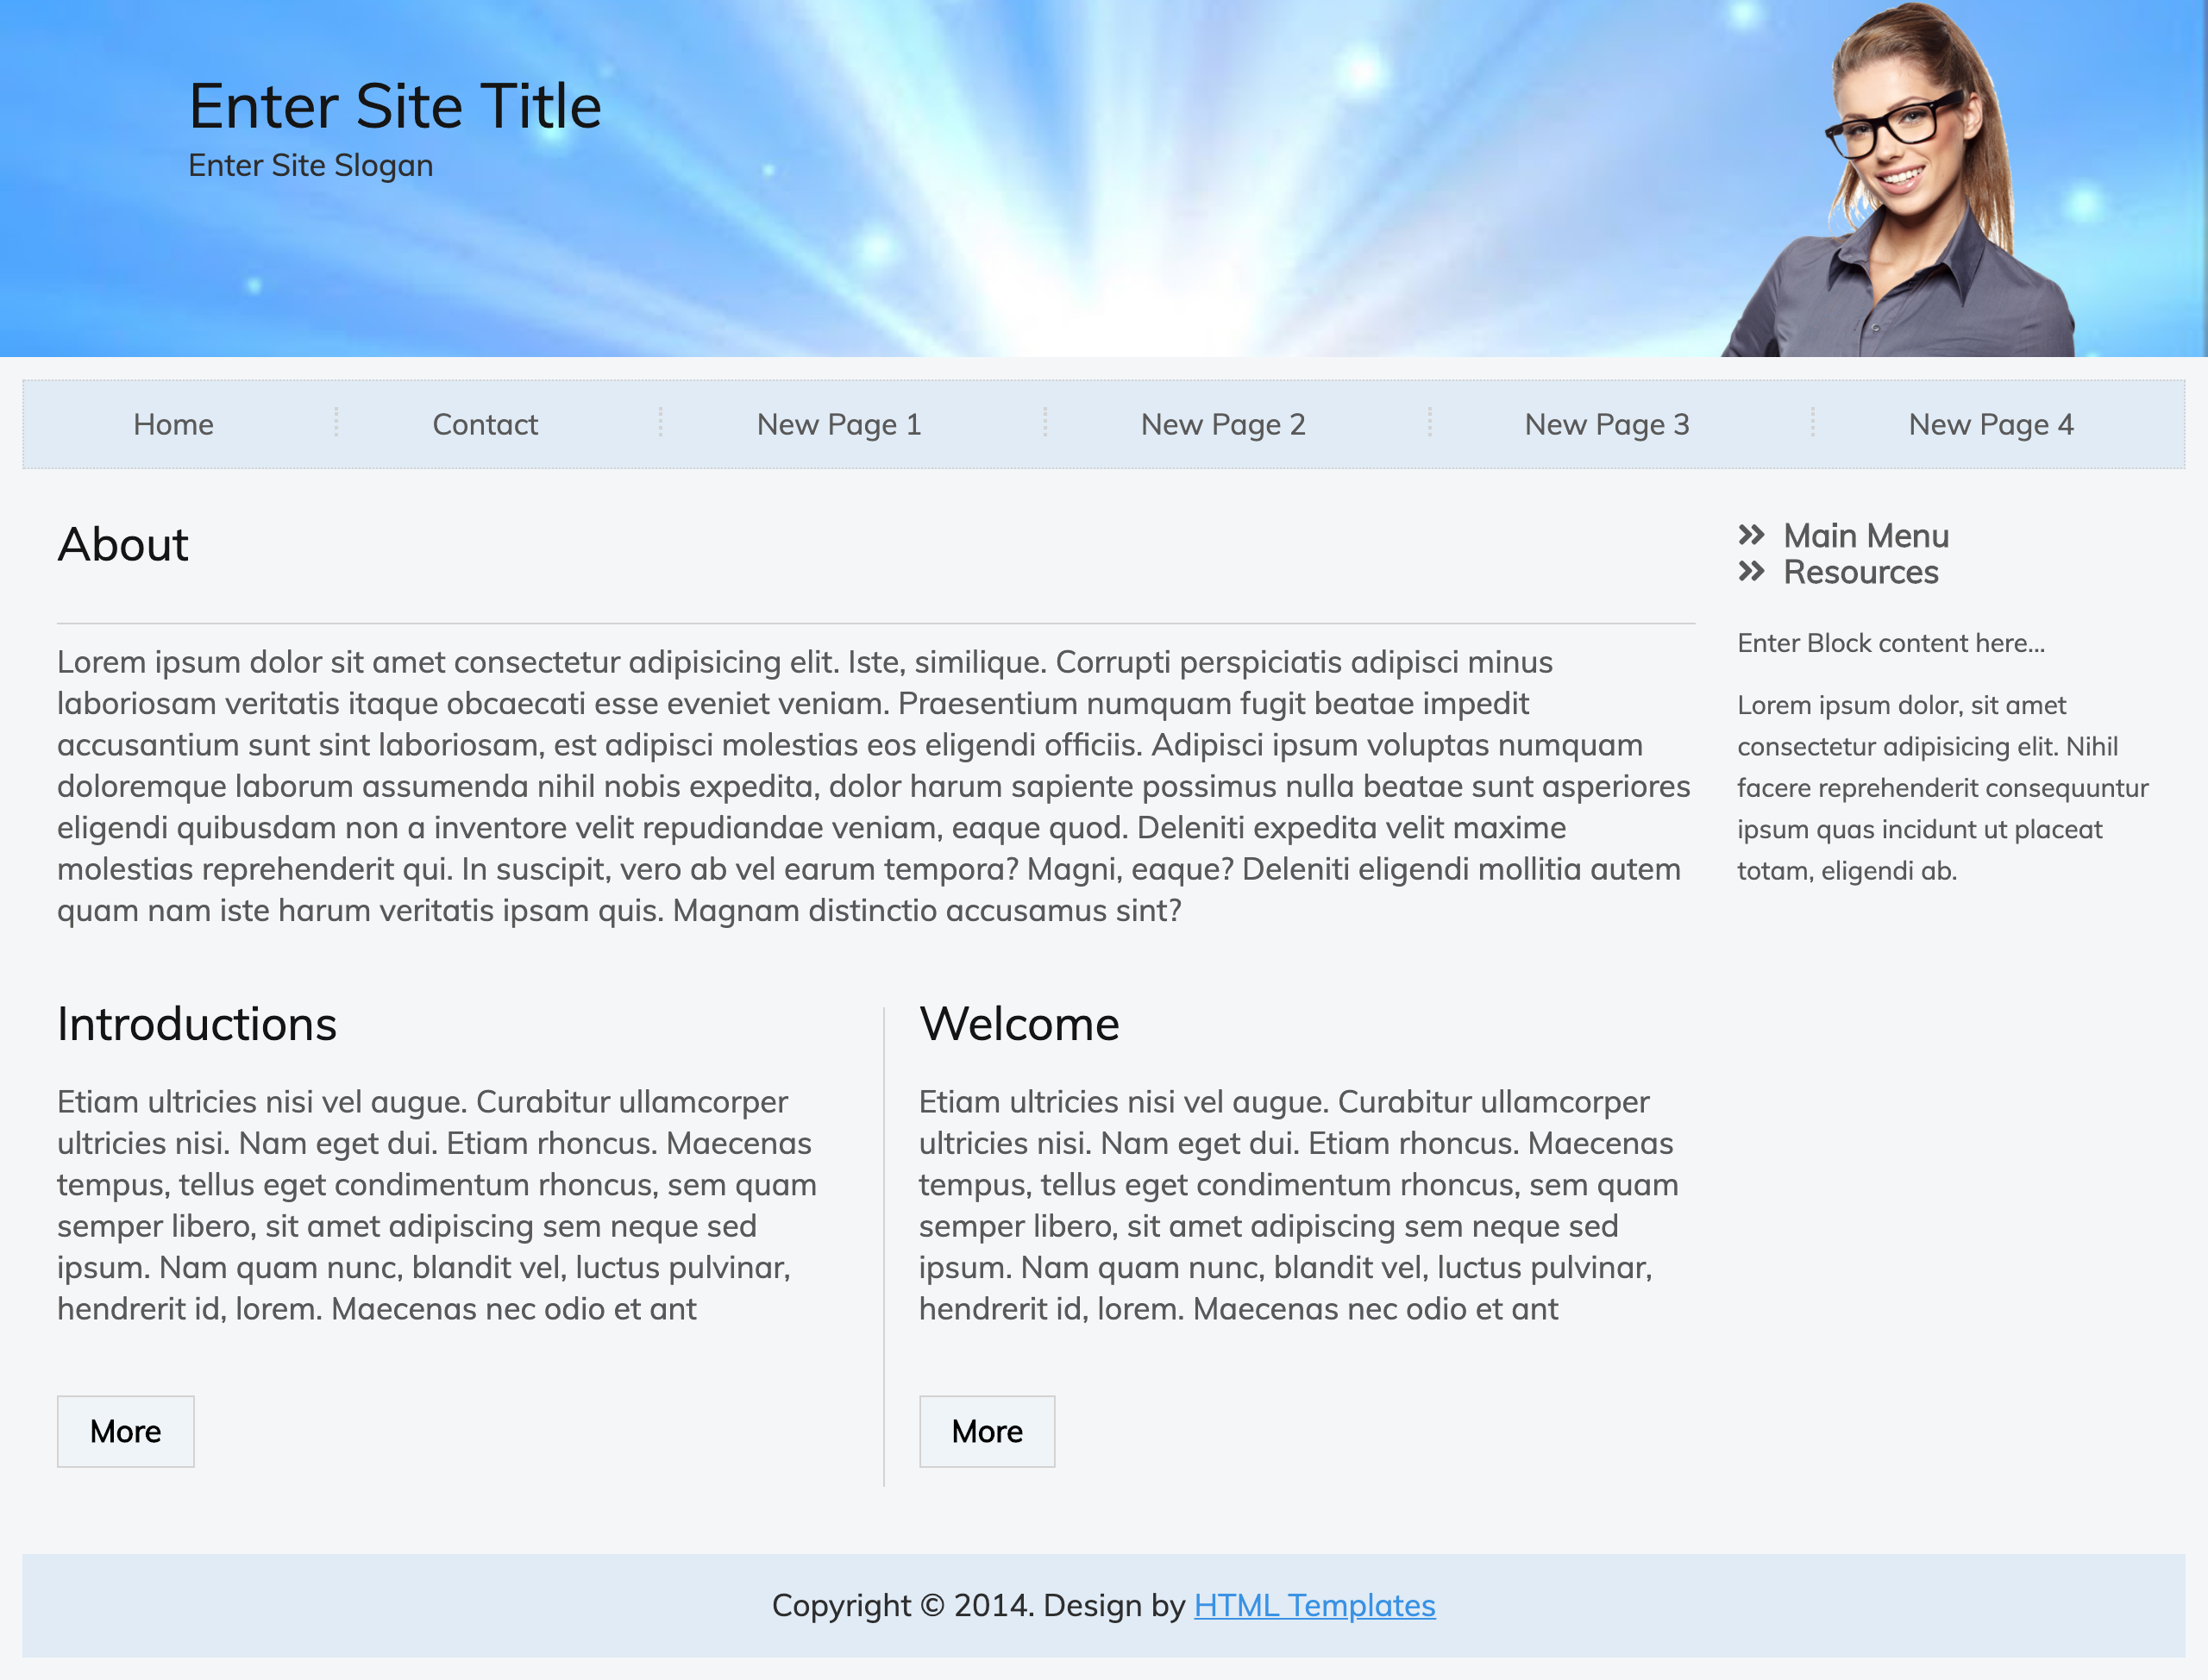 Enter Site Title
Enter Site Slogan
Home
Contact
New Page 1
New Page 2
New Page 3
New Page 4
About
Lorem ipsum dolor sit amet consectetur adipisicing elit. Iste, similique. Corrupti perspiciatis adipisci minus
laboriosam veritatis itaque obcaecati esse eveniet veniam. Praesentium numquam fugit beatae impedit
accusantium sunt sint laboriosam, est adipisci molestias eos eligendi officiis. Adipisci ipsum voluptas numquam
doloremque laborum assumenda nihil nobis expedita, dolor harum sapiente possimus nulla beatae sunt asperiores
eligendi quibusdam non a inventore velit repudiandae veniam, eaque quod. Deleniti expedita velit maxime
molestias reprehenderit qui. In suscipit, vero ab vel earum tempora? Magni, eaque? Deleniti eligendi mollitia autem
quam nam iste harum veritatis ipsam quis. Magnam distinctio accusamus sint?
Introductions
Etiam ultricies nisi vel augue. Curabitur ullamcorper
ultricies nisi. Nam eget dui. Etiam rhoncus. Maecenas
tempus, tellus eget condimentum rhoncus, sem quam
semper libero, sit amet adipiscing sem neque sed
ipsum. Nam quam nunc, blandit vel, luctus pulvinar,
hendrerit id, lorem. Maecenas nec odio et ant
More
Welcome
Etiam ultricies nisi vel augue. Curabitur ullamcorper
ultricies nisi. Nam eget dui. Etiam rhoncus. Maecenas
tempus, tellus eget condimentum rhoncus, sem quam
semper libero, sit amet adipiscing sem neque sed
ipsum. Nam quam nunc, blandit vel, luctus pulvinar,
hendrerit id, lorem. Maecenas nec odio et ant
More
Main Menu
Resources
Enter Block content here...
Lorem ipsum dolor, sit amet
consectetur adipisicing elit. Nihil
facere reprehenderit consequuntur
ipsum quas incidunt ut placeat
totam, eligendi ab.
Copyright © 2014. Design by HTML Templates